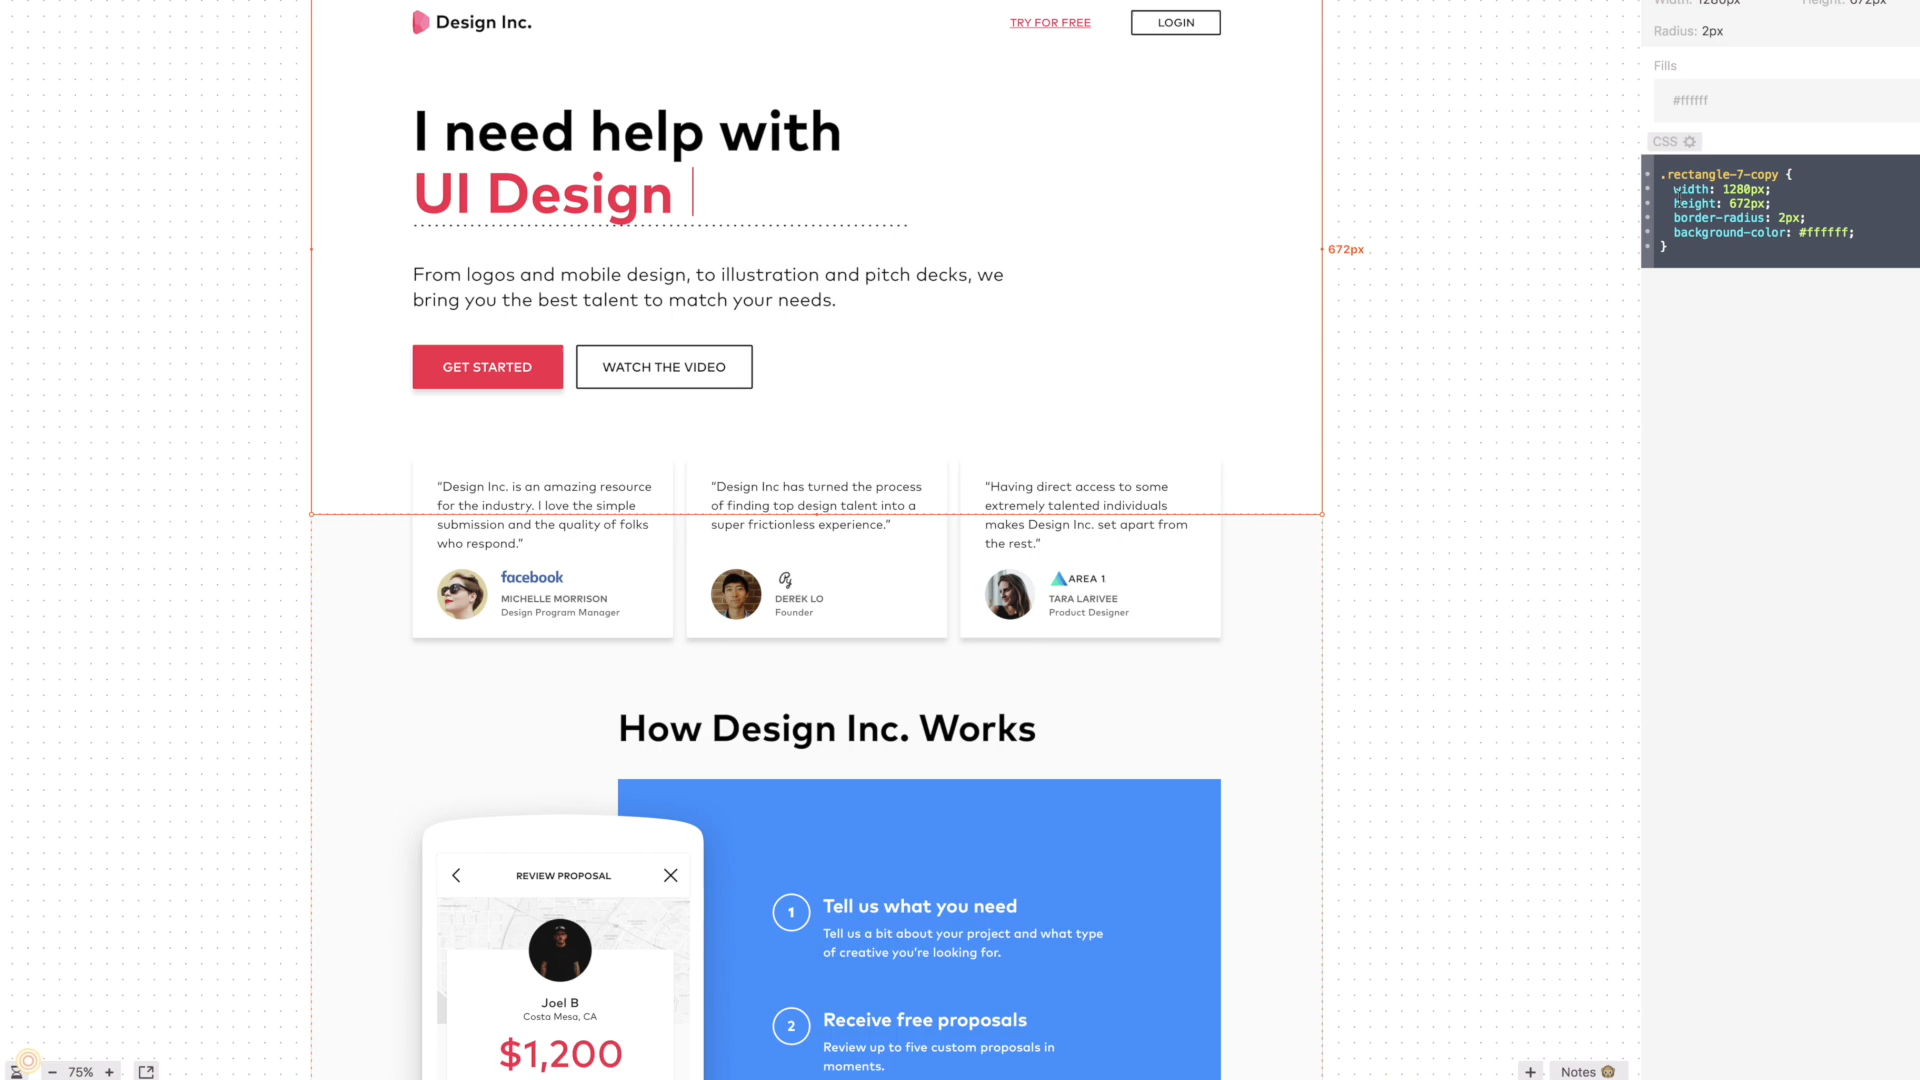 Design Inc.
TRY FOR FREE
LOGIN
I need help with
UI Design
From logos and mobile design, to illustration and pitch decks, we
bring you the best talent to match your needs.
GET STARTED
WATCH THE VIDEO
“Design Inc. is an amazing resource
for the industry. I love the simple
submission and the quality of folks
who respond.”
facebook
MICHELLE MORRISON
Design Program Manager
“Design Inc has turned the process
of finding top design talent into a
super frictionless experience.”
Py
DEREK LO
Founder
“Having direct access to some
extremely talented individuals
makes Design Inc. set apart from
the rest.”
AREA 1
TARA LARIVEE
Product Designer
How Design Inc. Works
REVIEW PROPOSAL
Joel B
Costa Mesa, CA
$1,200
1
Tell us what you need
Tell us a bit about your project and what type
of creative you’re looking for.
2
Receive free proposals
Review up to five custom proposals in
moments.
672px
Width: 1280px
Height: 672px
Radius: 2px
Fills
#ffffff
CSS
.rectangle-7-copy {
width: 1280px;
height: 672px;
border-radius: 2px;
background-color: #ffffff;
}
− 75% +
+ Notes